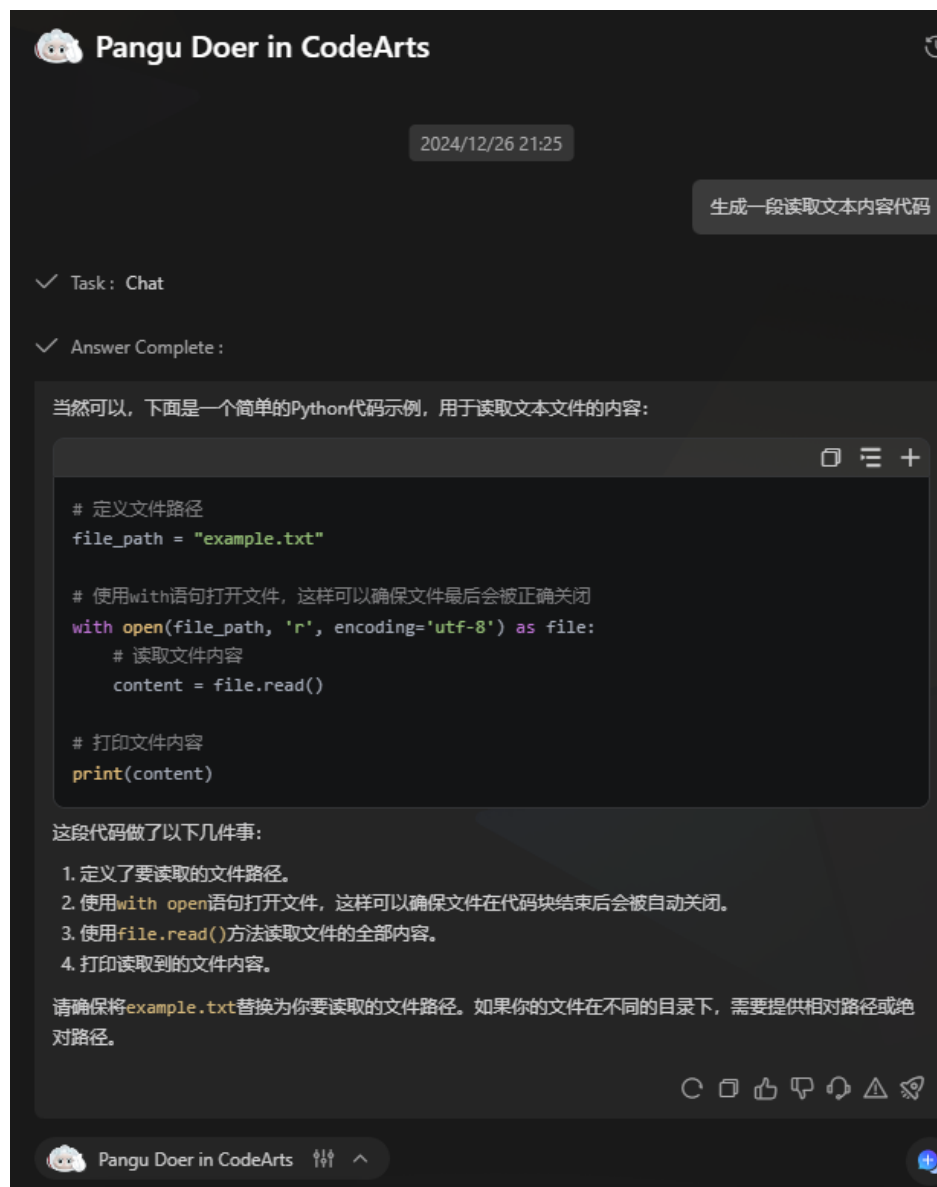 Pangu Doer in CodeArts
2024/12/26 21:25
生成一段读取文本内容代码
Task : Chat
Answer Complete :
当然可以，下面是一个简单的Python代码示例，用于读取文本文件的内容：
# 定义文件路径
file_path = "example.txt"
# 使用with语句打开文件，这样可以确保文件最后会被正确关闭
with open(file_path, 'r', encoding='utf-8') as file:
    # 读取文件内容
    content = file.read()
# 打印文件内容
print(content)
这段代码做了以下几件事：
1. 定义了要读取的文件路径。
2. 使用with open语句打开文件，这样可以确保文件在代码块结束后会被自动关闭。
3. 使用file.read()方法读取文件的全部内容。
4. 打印读取到的文件内容。
请确保将example.txt替换为你要读取的文件路径。如果你的文件在不同的目录下，需要提供相对路径或绝
对路径。
Pangu Doer in CodeArts